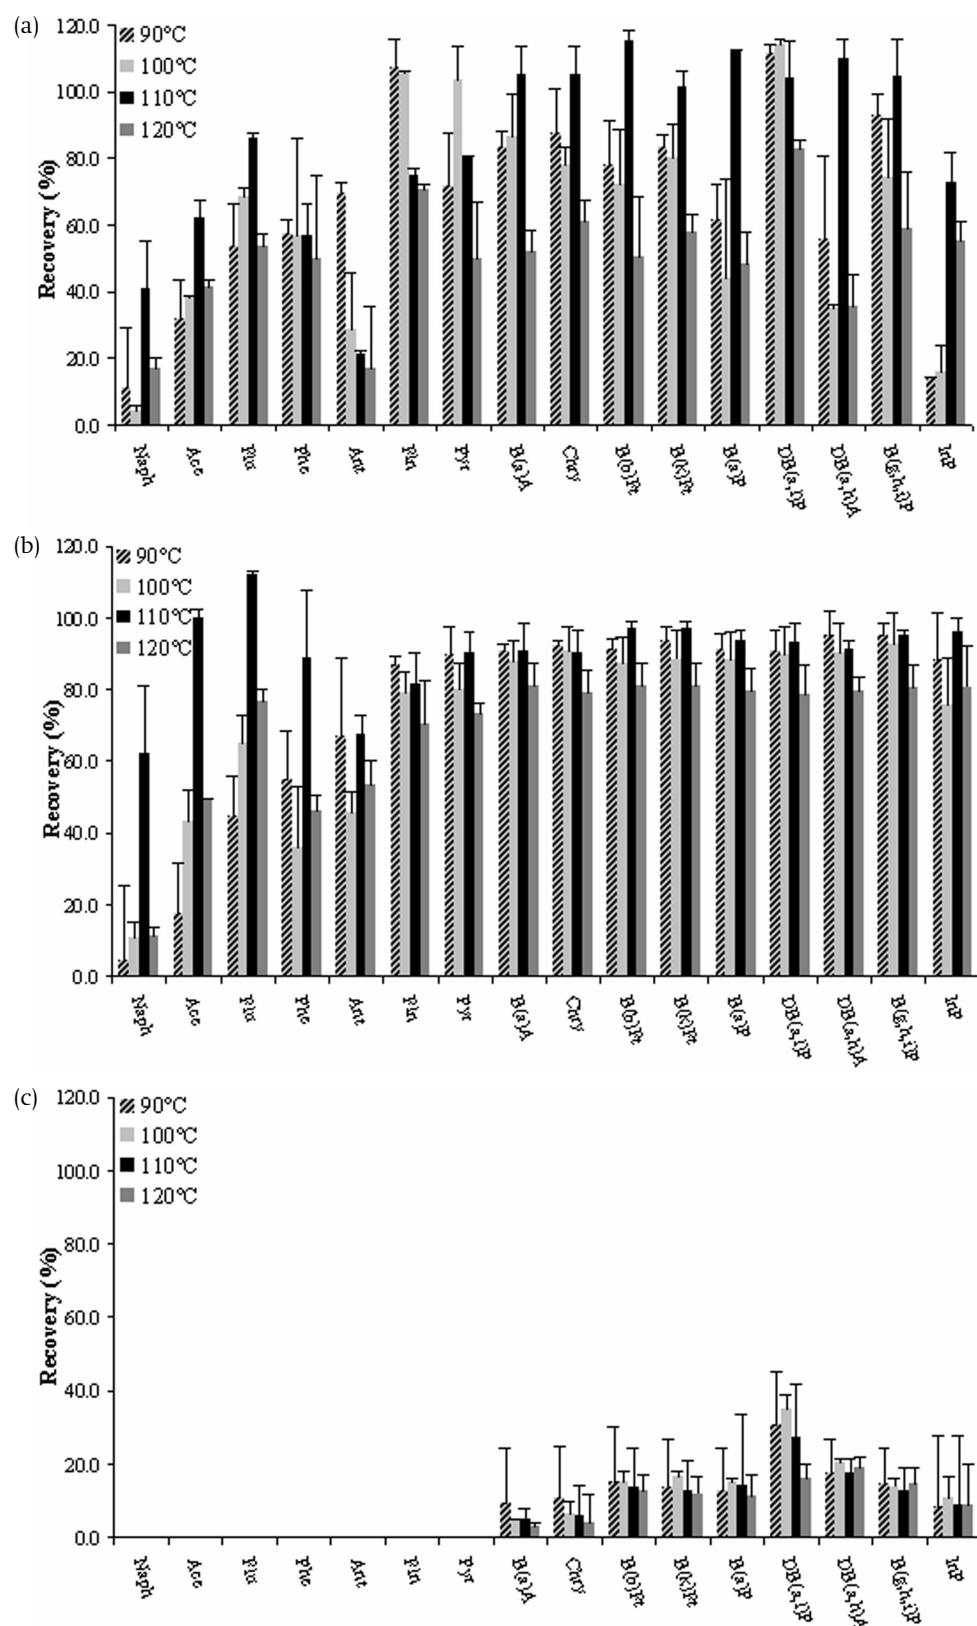 (a)
120.0
100.0
80.0
60.0
40.0
20.0
0.0
Recovery (%)
90°C
100°C
110°C
120°C
Naph
Ace
Flu
Phe
Ant
Fln
Pyr
B(a)A
Chry
B(b)Ft
B(k)Ft
B(a)P
DB(a,l)P
DB(a,h)A
B(g,h,i)P
InP
(b)
120.0
100.0
80.0
60.0
40.0
20.0
0.0
Recovery (%)
90°C
100°C
110°C
120°C
Naph
Ace
Flu
Phe
Ant
Fln
Pyr
B(a)A
Chry
B(b)Ft
B(k)Ft
B(a)P
DB(a,l)P
DB(a,h)A
B(g,h,i)P
InP
(c)
120.0
100.0
80.0
60.0
40.0
20.0
0.0
Recovery (%)
90°C
100°C
110°C
120°C
Naph
Ace
Flu
Phe
Ant
Fln
Pyr
B(a)A
Chry
B(b)Ft
B(k)Ft
B(a)P
DB(a,l)P
DB(a,h)A
B(g,h,i)P
InP